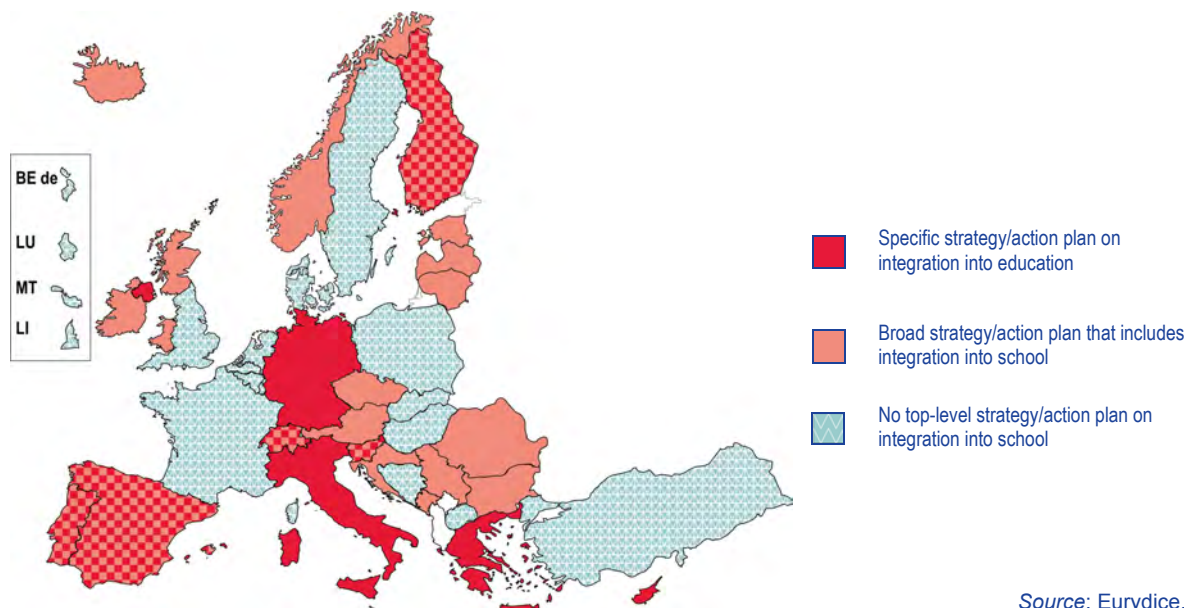 BE de
LU
MT
LI
Specific strategy/action plan on
integration into education
Broad strategy/action plan that includes
integration into school
No top-level strategy/action plan on
integration into school
Source: Eurydice.